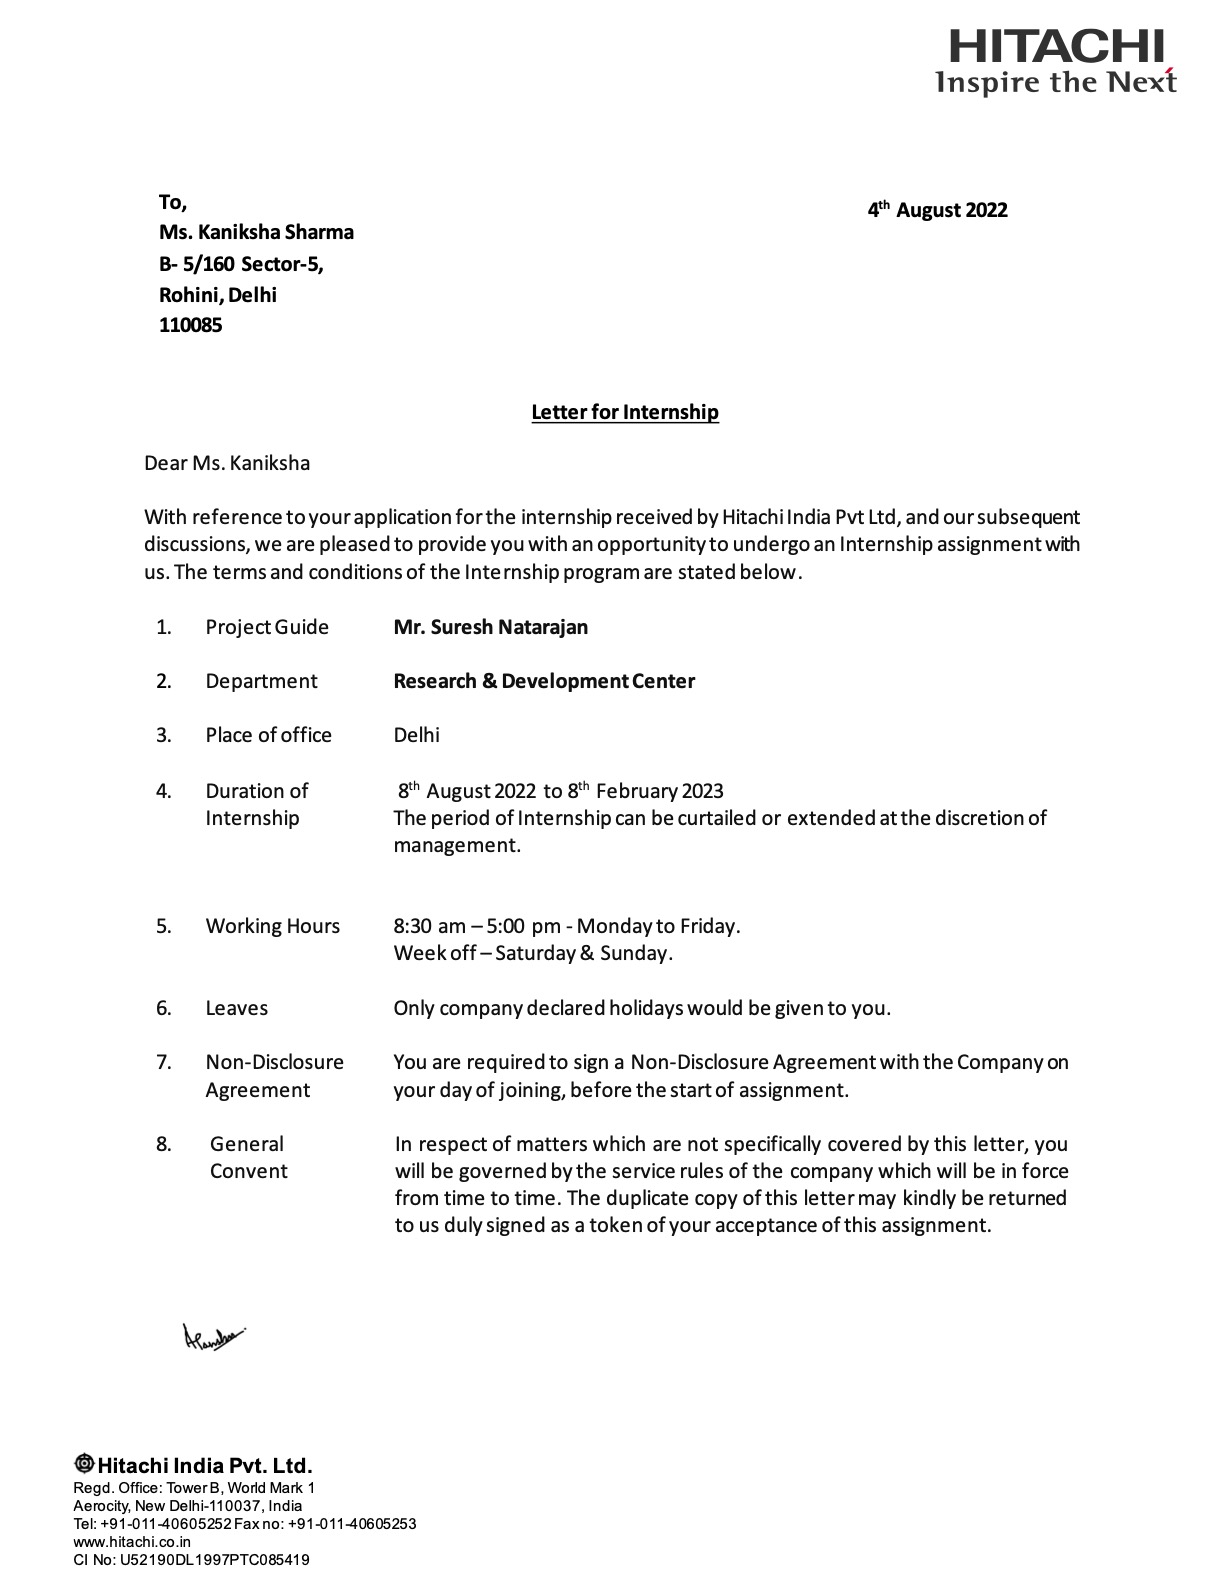 HITACHI
Inspire the Next
To,
4th August 2022
Ms. Kaniksha Sharma
B- 5/160 Sector-5,
Rohini, Delhi
110085
Letter for Internship
Dear Ms. Kaniksha
With reference to your application for the internship received by Hitachi India Pvt Ltd, and our subsequent
discussions, we are pleased to provide you with an opportunity to undergo an Internship assignment with
us. The terms and conditions of the Internship program are stated below.
1. Project Guide Mr. Suresh Natarajan
2. Department Research & Development Center
3. Place of office Delhi
4. Duration of 8th August 2022 to 8th February 2023
Internship The period of Internship can be curtailed or extended at the discretion of
management.
5. Working Hours 8:30 am – 5:00 pm - Monday to Friday.
Week off – Saturday & Sunday.
6. Leaves Only company declared holidays would be given to you.
7. Non-Disclosure You are required to sign a Non-Disclosure Agreement with the Company on
Agreement your day of joining, before the start of assignment.
8. General In respect of matters which are not specifically covered by this letter, you
Convent will be governed by the service rules of the company which will be in force
from time to time. The duplicate copy of this letter may kindly be returned
to us duly signed as a token of your acceptance of this assignment.
Hitachi India Pvt. Ltd.
Regd. Office: Tower B, World Mark 1
Aerocity, New Delhi-110037, India
Tel: +91-011-40605252 Fax no: +91-011-40605253
www.hitachi.co.in
CI No: U52190DL1997PTC085419